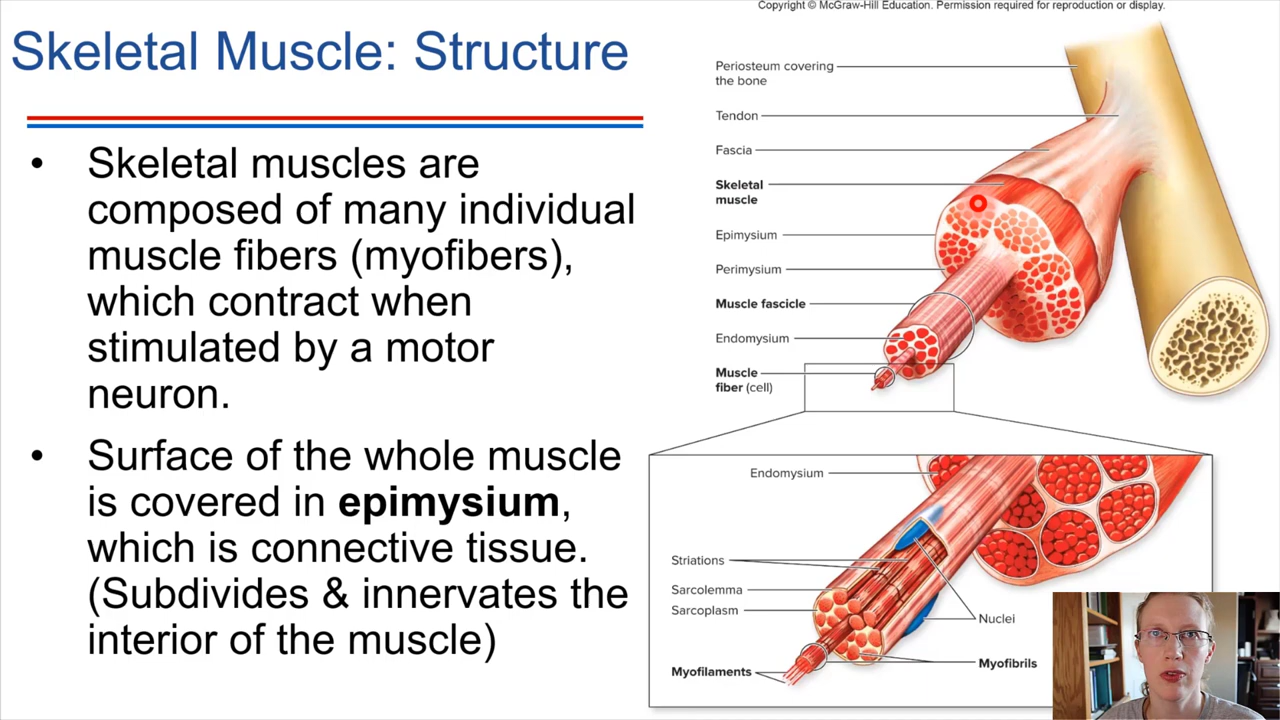 Copyright © McGraw-Hill Education. Permission required for reproduction or display.
Skeletal Muscle: Structure
• Skeletal muscles are
composed of many individual
muscle fibers (myofibers),
which contract when
stimulated by a motor
neuron.
• Surface of the whole muscle
is covered in epimysium,
which is connective tissue.
(Subdivides & innervates the
interior of the muscle)
Periosteum covering
the bone
Tendon
Fascia
Skeletal
muscle
Epimysium
Perimysium
Muscle fascicle
Endomysium
Muscle
fiber (cell)
Endomysium
Striations
Sarcolemma
Sarcoplasm
Nuclei
Myofibrils
Myofilaments